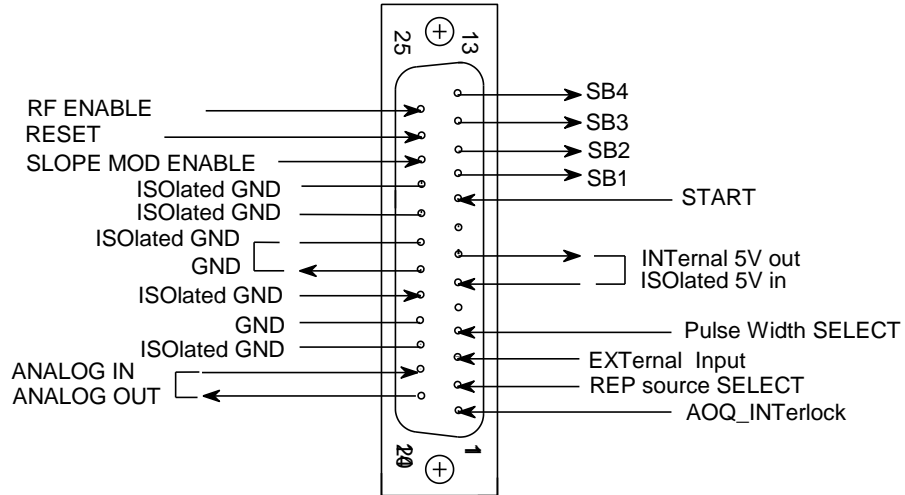 25
13
RF ENABLE
RESET
SLOPE MOD ENABLE
ISOlated GND
ISOlated GND
ISOlated GND
GND
ISOlated GND
GND
ISOlated GND
ANALOG IN
ANALOG OUT
SB4
SB3
SB2
SB1
START
INTernal 5V out
ISOlated 5V in
Pulse Width SELECT
EXTernal Input
REP source SELECT
AOQ_INTerlock
1